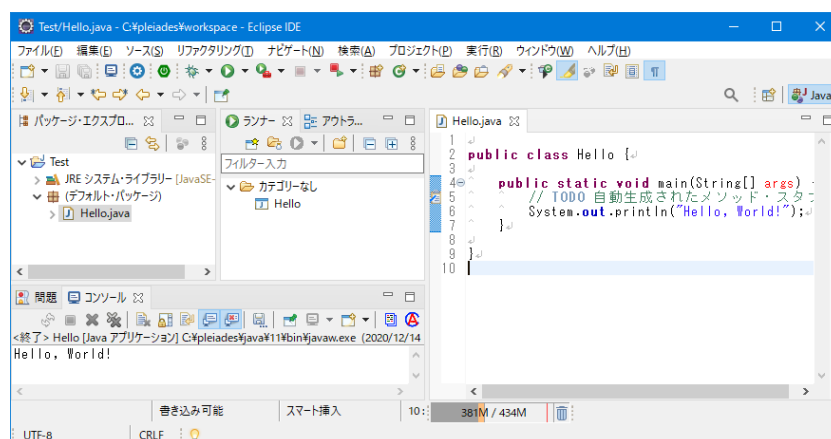 Test/Hello.java - C:¥pleiades¥workspace - Eclipse IDE
ファイル(F) 編集(E) ソース(S) リファクタリング(T) ナビゲート(N) 検索(A) プロジェクト(P) 実行(R) ウィンドウ(W) ヘルプ(H)
Java
パッケージ・エクスプロ...
ランナー アウトラ...
Hello.java
Test
JRE システム・ライブラリー [JavaSE-
(デフォルト・パッケージ)
Hello.java
フィルター入力
カテゴリーなし
Hello
1
2 public class Hello {
3
4 public static void main(String[] args) {
5 // TODO 自動生成されたメソッド・スタブ
6 System.out.println("Hello, World!");
7 }
8
9 }
10
問題 コンソール
<終了> Hello [Java アプリケーション] C:¥pleiades¥java¥11¥bin¥javaw.exe (2020/12/14
Hello, World!
書き込み可能 スマート挿入 10: 381M / 434M
UTF-8 CRLF